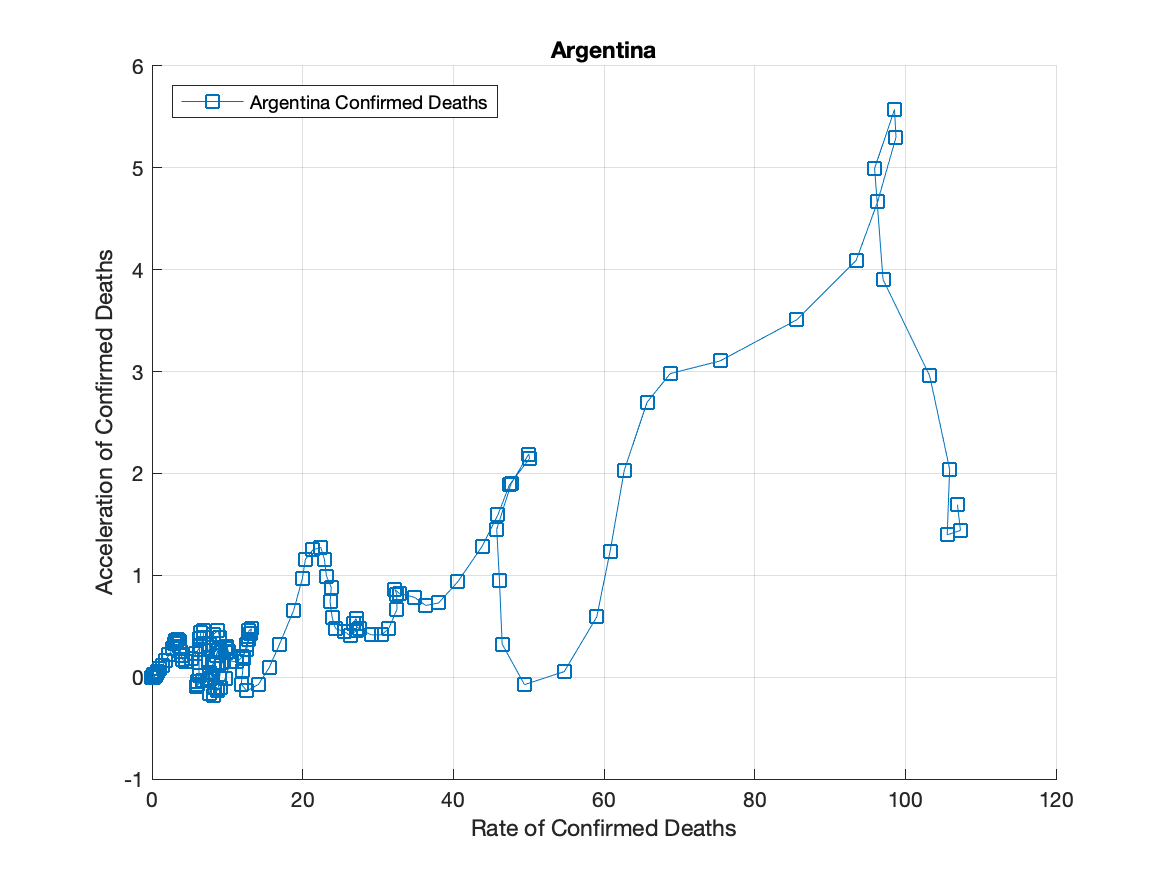 Argentina
Argentina Confirmed Deaths
6
5
4
3
2
1
0
-1
Acceleration of Confirmed Deaths
0 20 40 60 80 100 120
Rate of Confirmed Deaths